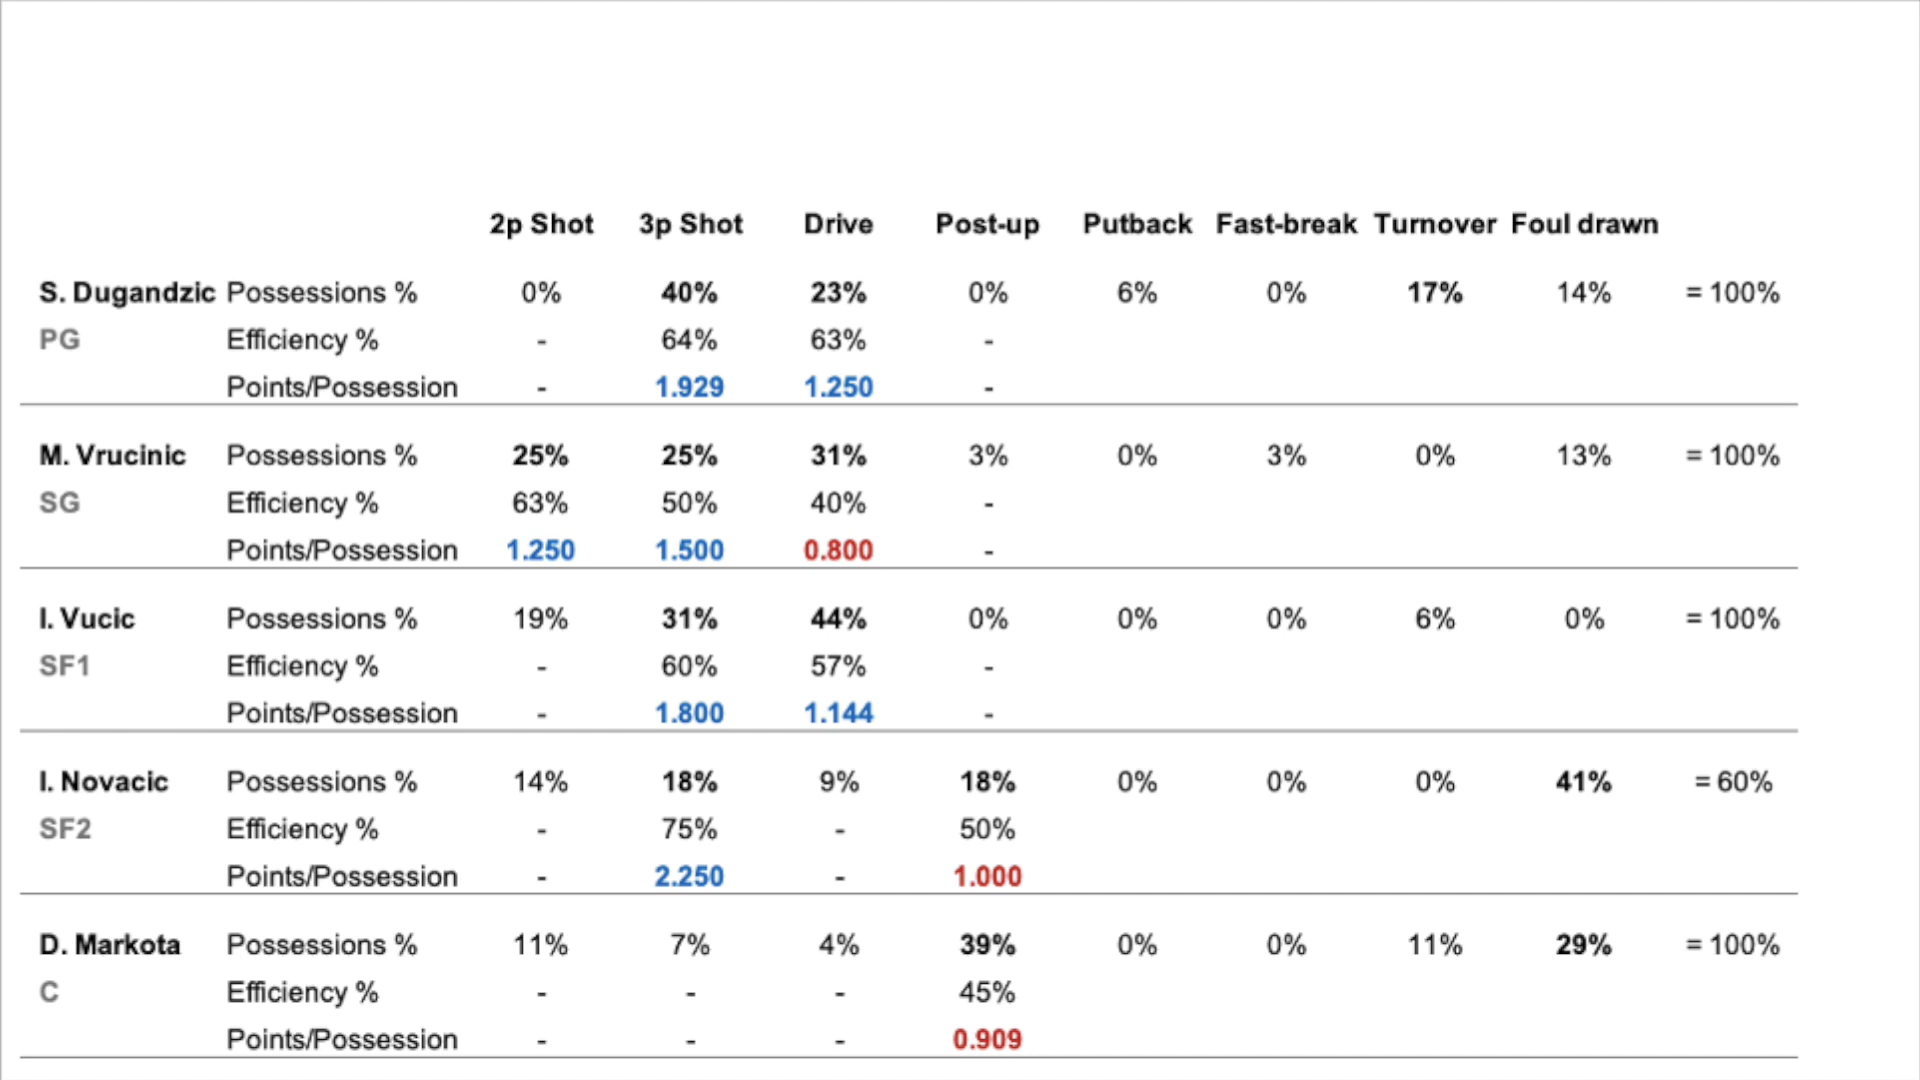 2p Shot 3p Shot Drive Post-up Putback Fast-break Turnover Foul drawn
S. Dugandzic Possessions % 0% 40% 23% 0% 6% 0% 17% 14% = 100%
PG Efficiency % - 64% 63% -
Points/Possession - 1.929 1.250 -
M. Vrucinic Possessions % 25% 25% 31% 3% 0% 3% 0% 13% = 100%
SG Efficiency % 63% 50% 40% -
Points/Possession 1.250 1.500 0.800 -
I. Vucic Possessions % 19% 31% 44% 0% 0% 0% 6% 0% = 100%
SF1 Efficiency % - 60% 57% -
Points/Possession - 1.800 1.144 -
I. Novacic Possessions % 14% 18% 9% 18% 0% 0% 0% 41% = 60%
SF2 Efficiency % - 75% - 50%
Points/Possession - 2.250 - 1.000
D. Markota Possessions % 11% 7% 4% 39% 0% 0% 11% 29% = 100%
C Efficiency % - - - 45%
Points/Possession - - - 0.909